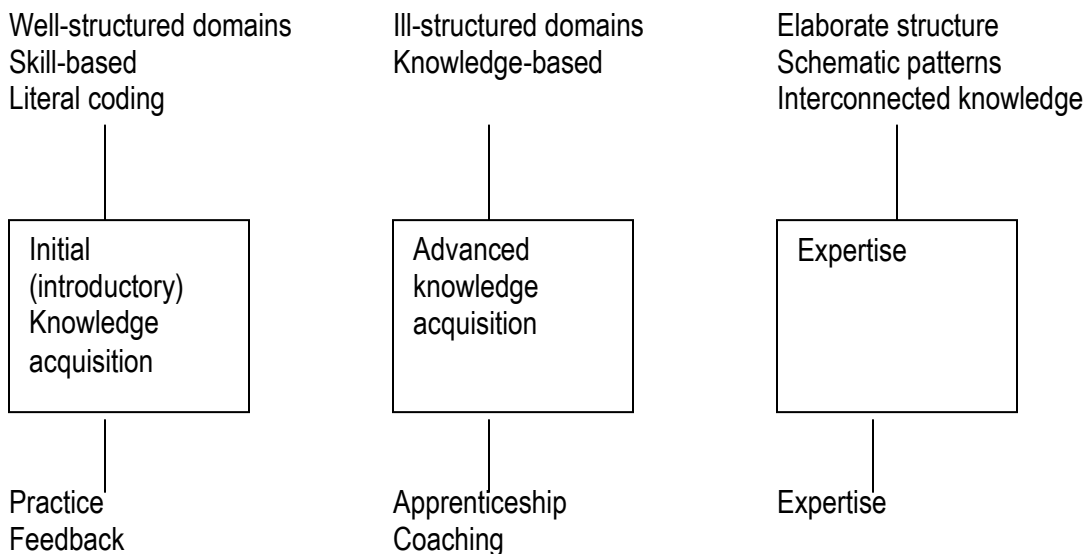 Well-structured domains
Skill-based
Literal coding
Ill-structured domains
Knowledge-based
Elaborate structure
Schematic patterns
Interconnected knowledge
Initial
(introductory)
Knowledge
acquisition
Advanced
knowledge
acquisition
Expertise
Practice
Feedback
Apprenticeship
Coaching
Expertise